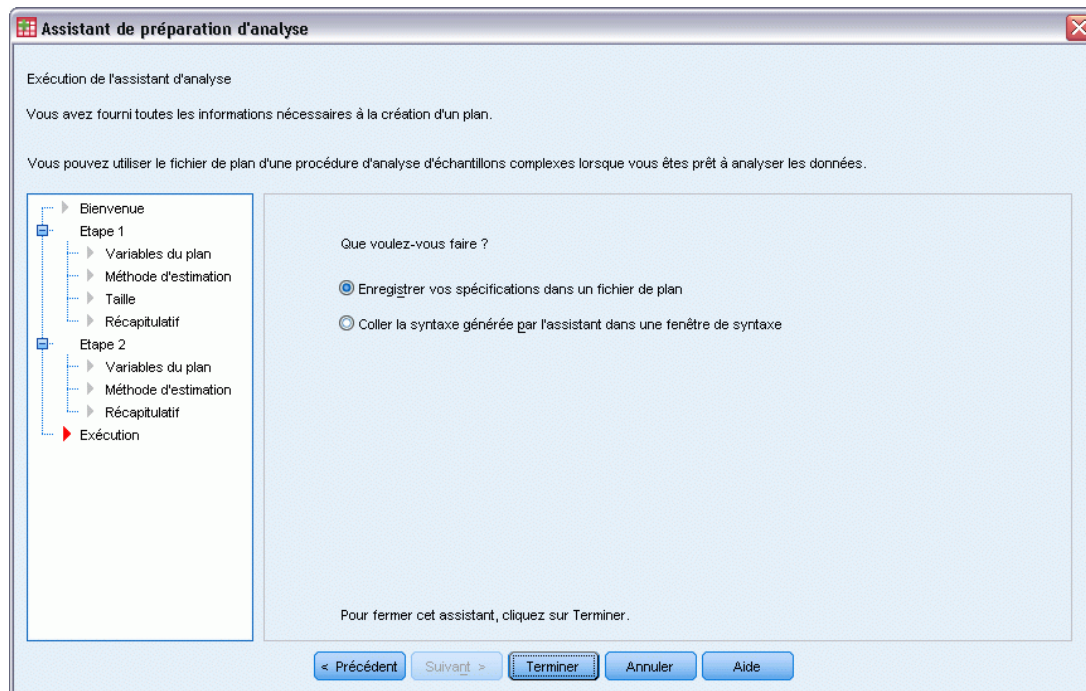 Assistant de préparation d'analyse
Exécution de l'assistant d'analyse
Vous avez fourni toutes les informations nécessaires à la création d'un plan.
Vous pouvez utiliser le fichier de plan d'une procédure d'analyse d'échantillons complexes lorsque vous êtes prêt à analyser les données.
Bienvenue
Etape 1
Variables du plan
Méthode d'estimation
Taille
Récapitulatif
Etape 2
Variables du plan
Méthode d'estimation
Récapitulatif
Exécution
Que voulez-vous faire ?
Enregistrer vos spécifications dans un fichier de plan
Coller la syntaxe générée par l'assistant dans une fenêtre de syntaxe
Pour fermer cet assistant, cliquez sur Terminer.
< Précédent Suivant > Terminer Annuler Aide